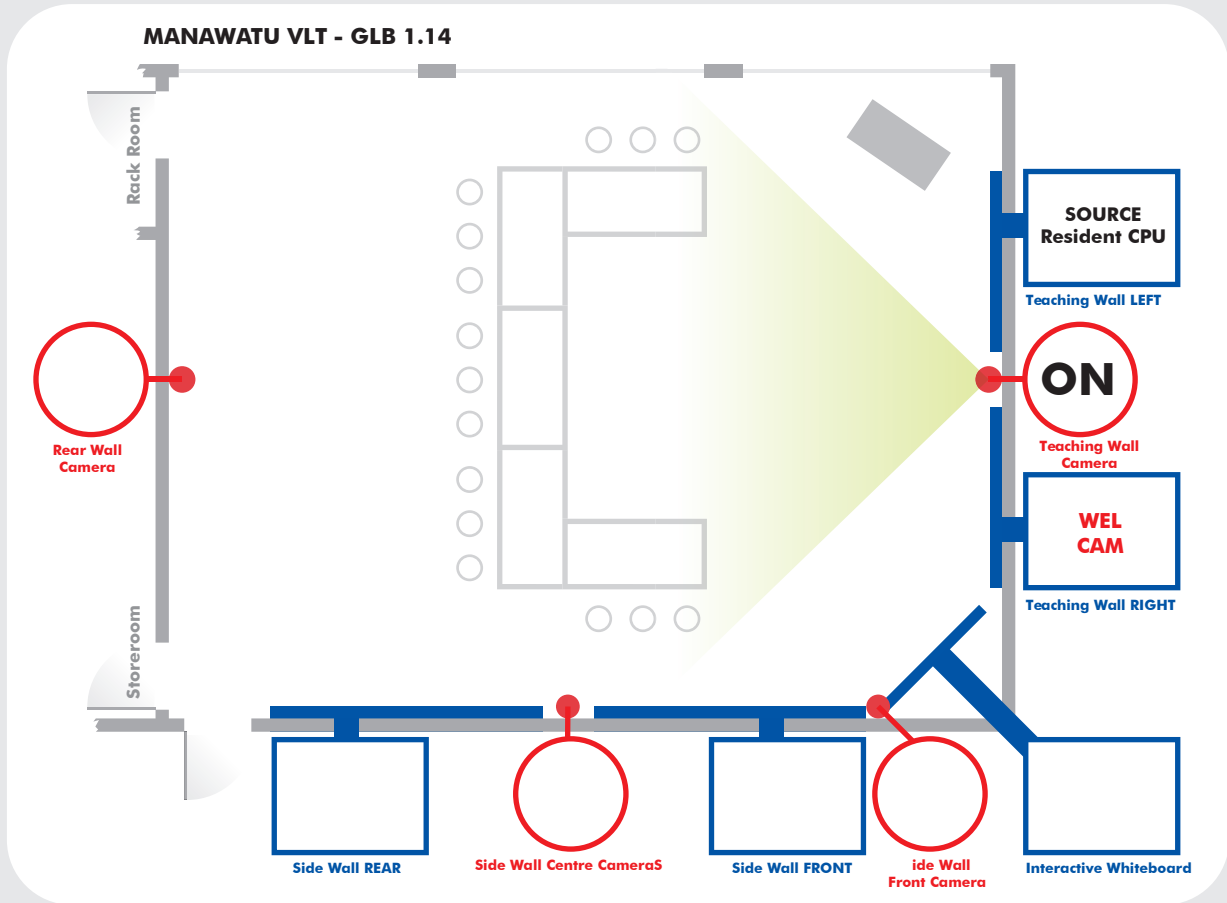 MANAWATU VLT - GLB 1.14
Rack Room
SOURCE
Resident CPU
Teaching Wall LEFT
ON
Rear Wall
Camera
Teaching Wall
Camera
WEL
CAM
Teaching Wall RIGHT
Storeroom
Side Wall REAR
Side Wall Centre CameraS
Side Wall FRONT
ide Wall
Front Camera
Interactive Whiteboard